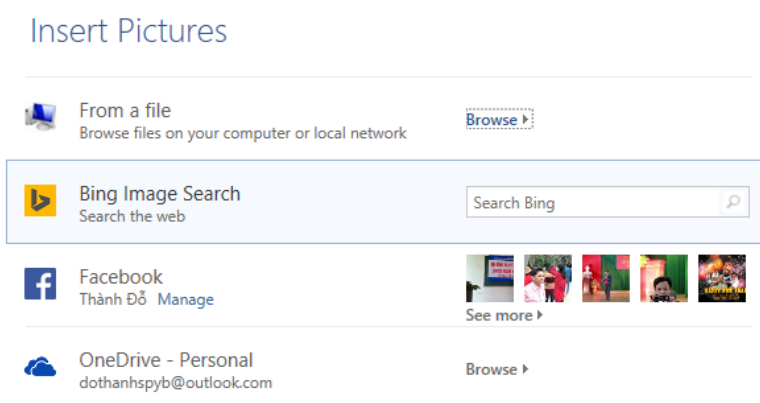 Insert Pictures
From a file
Browse files on your computer or local network
Browse
Bing Image Search
Search the web
Search Bing
Facebook
Thành Đỗ Manage
See more
OneDrive - Personal
dothanhspyb@outlook.com
Browse